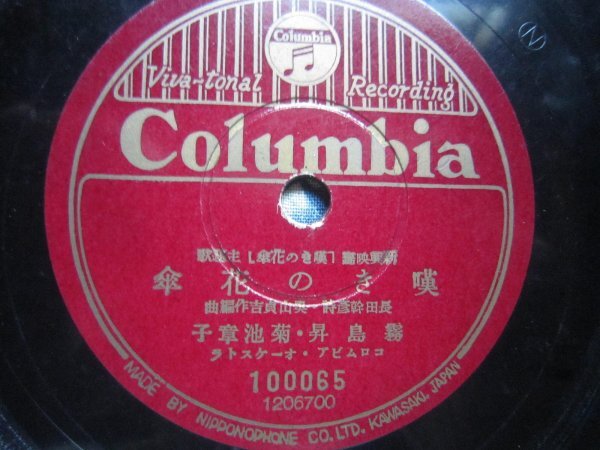 Columbia
Viva-tonal Recording
Columbia
新興映畫「嘆きの花傘」主題歌
嘆きの花傘
長田幹彦詩・奥山貞吉作編曲
霧島昇・菊池章子
コロムビア・オーケストラ
100065
1206700
MADE BY NIPPONOPHONE CO. LTD. KAWASAKI, JAPAN
N